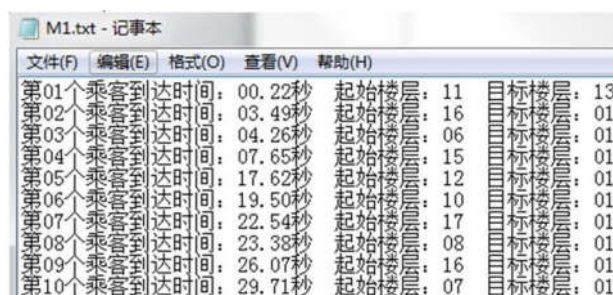 M1.txt - 记事本
文件(F) 编辑(E) 格式(O) 查看(V) 帮助(H)
第01个乘客到达时间：00.22秒 起始楼层：11 目标楼层：13
第02个乘客到达时间：03.49秒 起始楼层：16 目标楼层：01
第03个乘客到达时间：04.26秒 起始楼层：06 目标楼层：01
第04个乘客到达时间：07.65秒 起始楼层：15 目标楼层：01
第05个乘客到达时间：17.62秒 起始楼层：12 目标楼层：01
第06个乘客到达时间：19.50秒 起始楼层：10 目标楼层：01
第07个乘客到达时间：22.54秒 起始楼层：17 目标楼层：01
第08个乘客到达时间：23.38秒 起始楼层：08 目标楼层：01
第09个乘客到达时间：26.07秒 起始楼层：16 目标楼层：01
第10个乘客到达时间：29.71秒 起始楼层：07 目标楼层：01